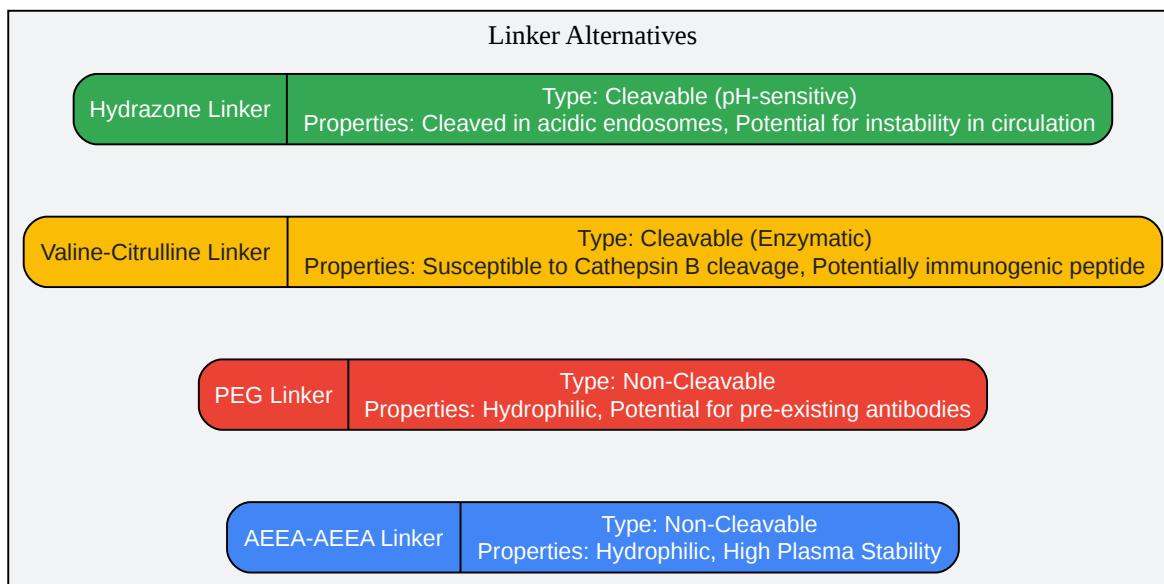 Linker Alternatives
Hydrazone Linker
Type: Cleavable (pH-sensitive)
Properties: Cleaved in acidic endosomes, Potential for instability in circulation
Valine-Citrulline Linker
Type: Cleavable (Enzymatic)
Properties: Susceptible to Cathepsin B cleavage, Potentially immunogenic peptide
PEG Linker
Type: Non-Cleavable
Properties: Hydrophilic, Potential for pre-existing antibodies
AEEA-AEEA Linker
Type: Non-Cleavable
Properties: Hydrophilic, High Plasma Stability